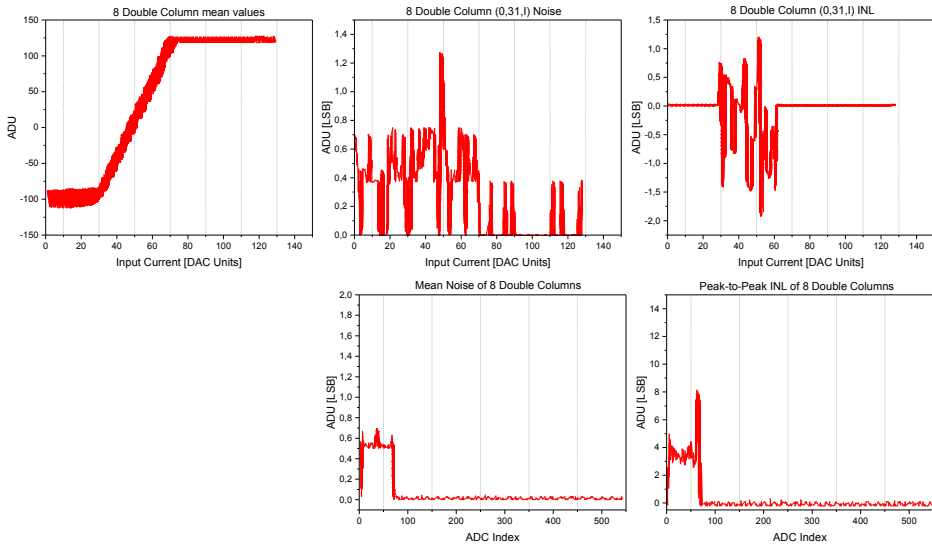 8 Double Column mean values
150
100
50
0
-50
-100
-150
ADU
0 20 40 60 80 100 120 140
Input Current [DAC Units]
8 Double Column (0,31,I) Noise
1,4
1,2
1,0
0,8
0,6
0,4
0,2
0,0
ADU [LSB]
0 20 40 60 80 100 120 140
Input Current [DAC Units]
8 Double Column (0,31,I) INL
1,5
1,0
0,5
0,0
-0,5
-1,0
-1,5
-2,0
ADU [LSB]
0 20 40 60 80 100 120 140
Input Current [DAC Units]
Mean Noise of 8 Double Columns
2,0
1,8
1,6
1,4
1,2
1,0
0,8
0,6
0,4
0,2
0,0
ADU [LSB]
0 100 200 300 400 500
ADC Index
Peak-to-Peak INL of 8 Double Columns
14
12
10
8
6
4
2
0
ADU [LSB]
0 100 200 300 400 500
ADC Index